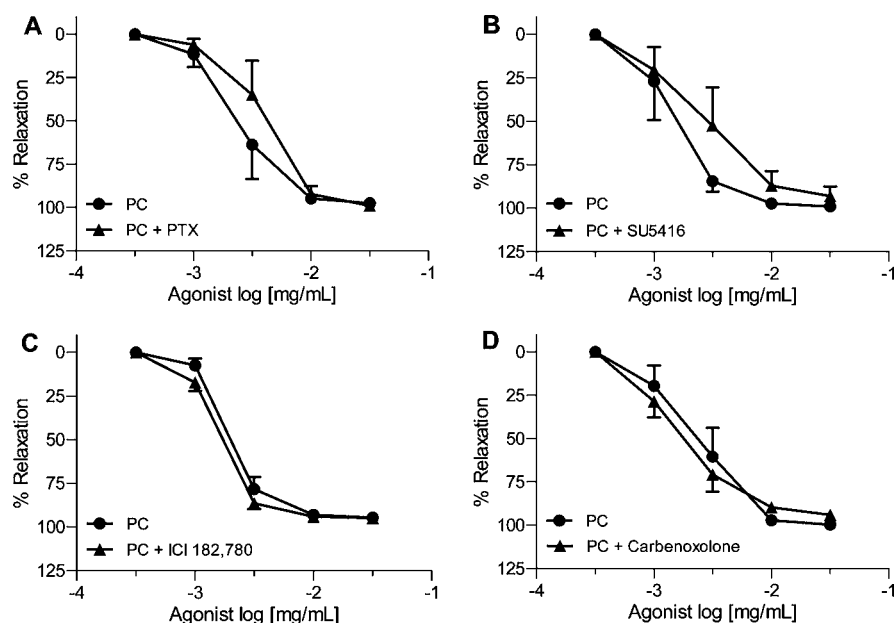 A
% Relaxation
0
25
50
75
100
125
PC
PC + PTX
-4
-3
-2
-1
Agonist log [mg/mL]
B
% Relaxation
0
25
50
75
100
125
PC
PC + SU5416
-4
-3
-2
-1
Agonist log [mg/mL]
C
% Relaxation
0
25
50
75
100
125
PC
PC + ICI 182,780
-4
-3
-2
-1
Agonist log [mg/mL]
D
% Relaxation
0
25
50
75
100
125
PC
PC + Carbenoxolone
-4
-3
-2
-1
Agonist log [mg/mL]